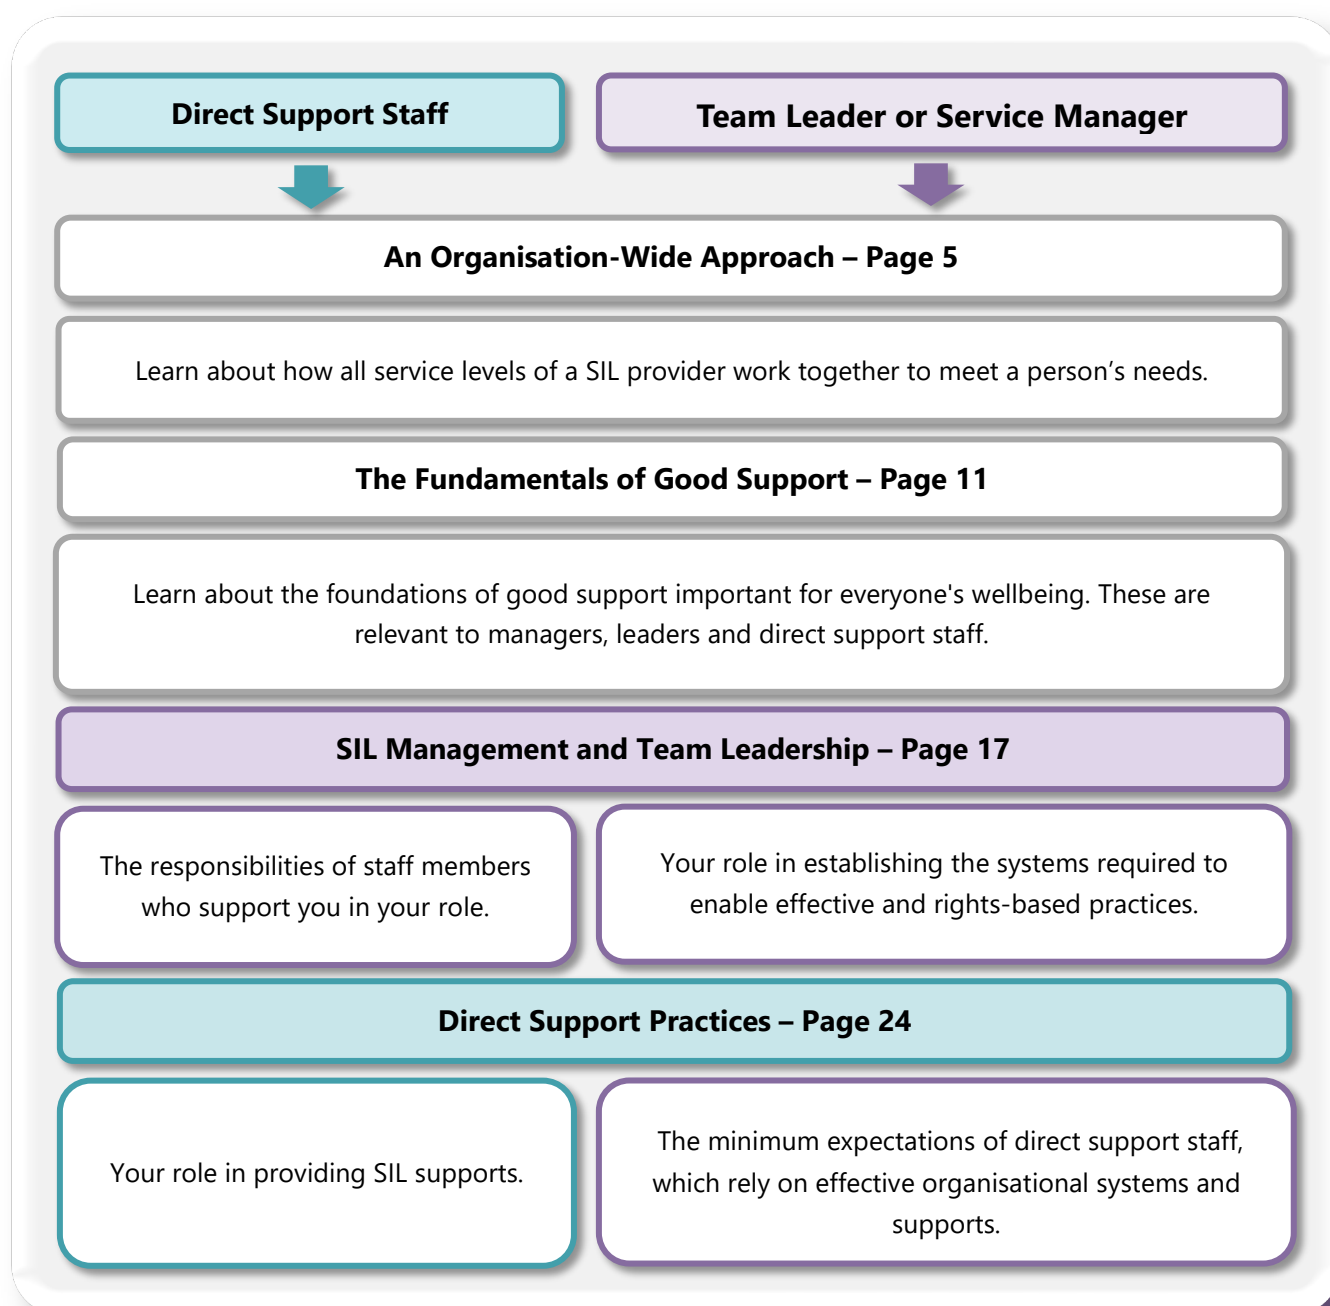 Direct Support Staff
Team Leader or Service Manager
An Organisation-Wide Approach – Page 5
Learn about how all service levels of a SIL provider work together to meet a person’s needs.
The Fundamentals of Good Support – Page 11
Learn about the foundations of good support important for everyone's wellbeing. These are
relevant to managers, leaders and direct support staff.
SIL Management and Team Leadership – Page 17
The responsibilities of staff members
who support you in your role.
Your role in establishing the systems required to
enable effective and rights-based practices.
Direct Support Practices – Page 24
Your role in providing SIL supports.
The minimum expectations of direct support staff,
which rely on effective organisational systems and
supports.